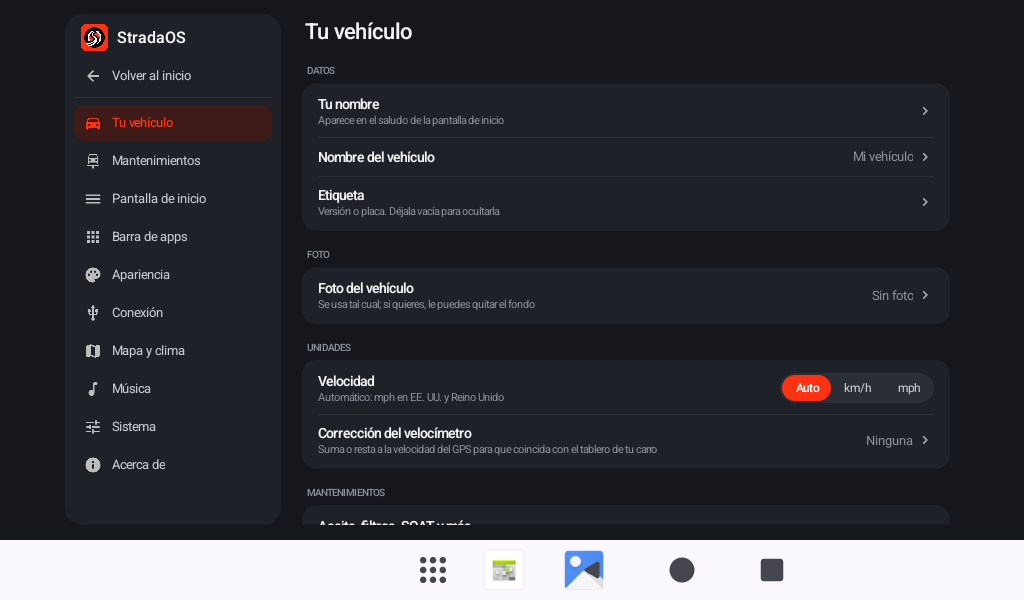 StradaOS
Volver al inicio
Tu vehículo
Mantenimientos
Pantalla de inicio
Barra de apps
Apariencia
Conexión
Mapa y clima
Música
Sistema
Acerca de
Tu vehículo
DATOS
Tu nombre
Aparece en el saludo de la pantalla de inicio
Nombre del vehículo
Mi vehículo
Etiqueta
Versión o placa. Déjala vacía para ocultarla
FOTO
Foto del vehículo
Se usa tal cual; si quieres, le puedes quitar el fondo
Sin foto
UNIDADES
Velocidad
Automático: mph en EE. UU. y Reino Unido
Auto km/h mph
Corrección del velocímetro
Suma o resta a la velocidad del GPS para que coincida con el tablero de tu carro
Ninguna
MANTENIMIENTOS
Aceite, filtros, SOAT y más